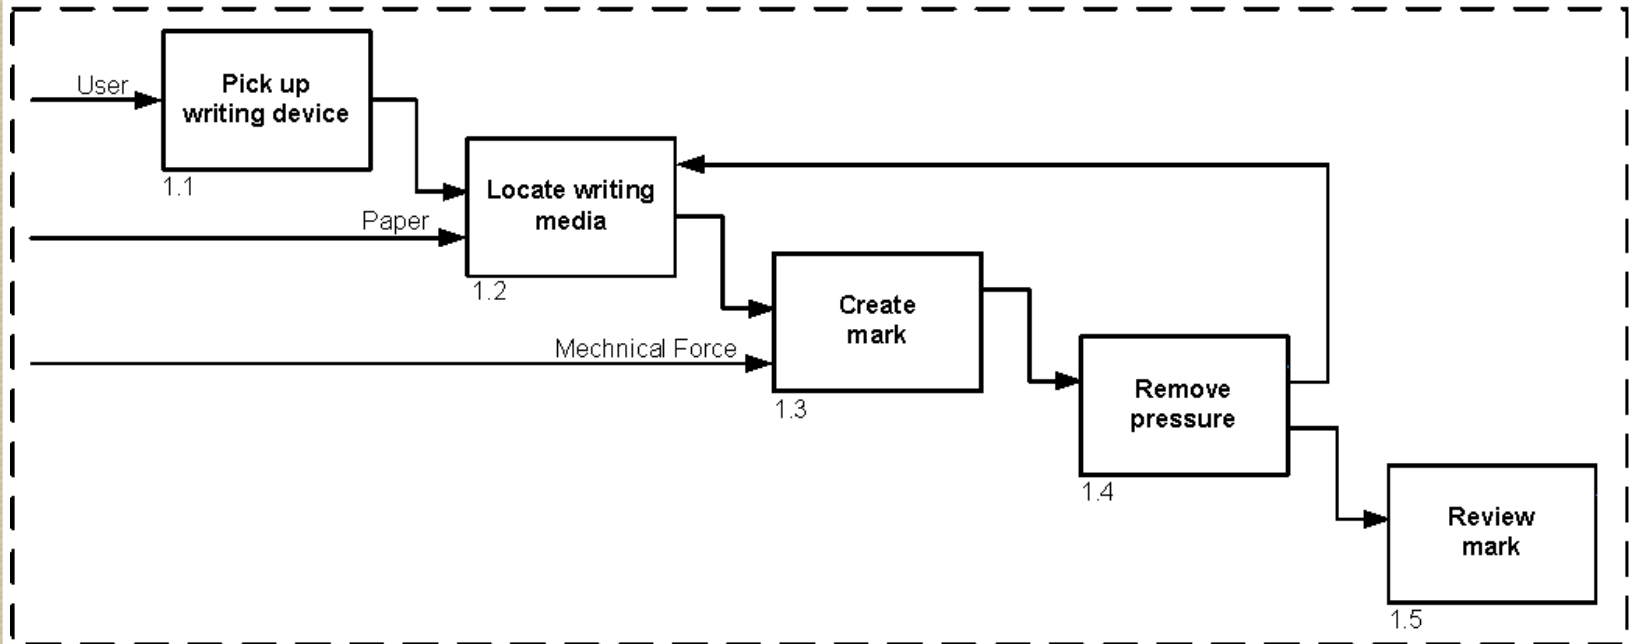 User
Pick up
writing device
1.1
Paper
Locate writing
media
1.2
Mechnical Force
Create
mark
1.3
Remove
pressure
1.4
Review
mark
1.5